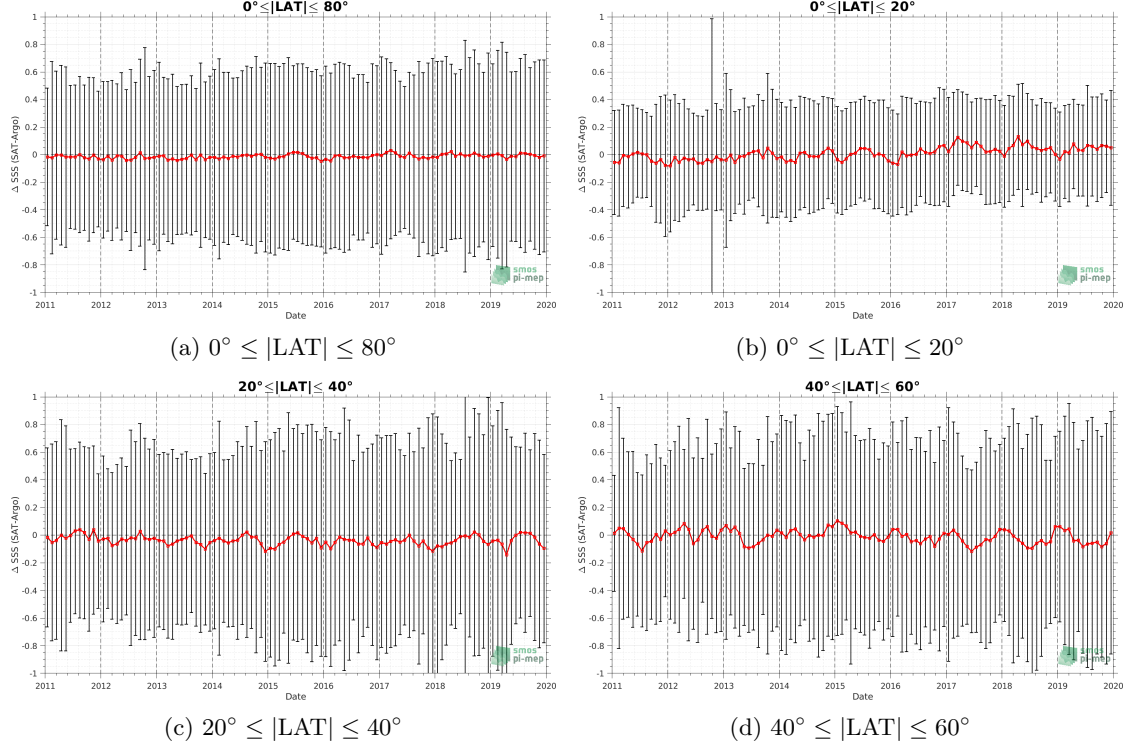 0°≤|LAT|≤ 80°
Δ SSS (SAT-Argo)
1
0.8
0.6
0.4
0.2
0
-0.2
-0.4
-0.6
-0.8
-1
2011 2012 2013 2014 2015 2016 2017 2018 2019 2020
Date
smos
pi-mep
(a) 0° ≤ |LAT| ≤ 80°
0°≤|LAT|≤ 20°
Δ SSS (SAT-Argo)
1
0.8
0.6
0.4
0.2
0
-0.2
-0.4
-0.6
-0.8
-1
2011 2012 2013 2014 2015 2016 2017 2018 2019 2020
Date
smos
pi-mep
(b) 0° ≤ |LAT| ≤ 20°
20°≤|LAT|≤ 40°
Δ SSS (SAT-Argo)
1
0.8
0.6
0.4
0.2
0
-0.2
-0.4
-0.6
-0.8
-1
2011 2012 2013 2014 2015 2016 2017 2018 2019 2020
Date
smos
pi-mep
(c) 20° ≤ |LAT| ≤ 40°
40°≤|LAT|≤ 60°
Δ SSS (SAT-Argo)
1
0.8
0.6
0.4
0.2
0
-0.2
-0.4
-0.6
-0.8
-1
2011 2012 2013 2014 2015 2016 2017 2018 2019 2020
Date
smos
pi-mep
(d) 40° ≤ |LAT| ≤ 60°